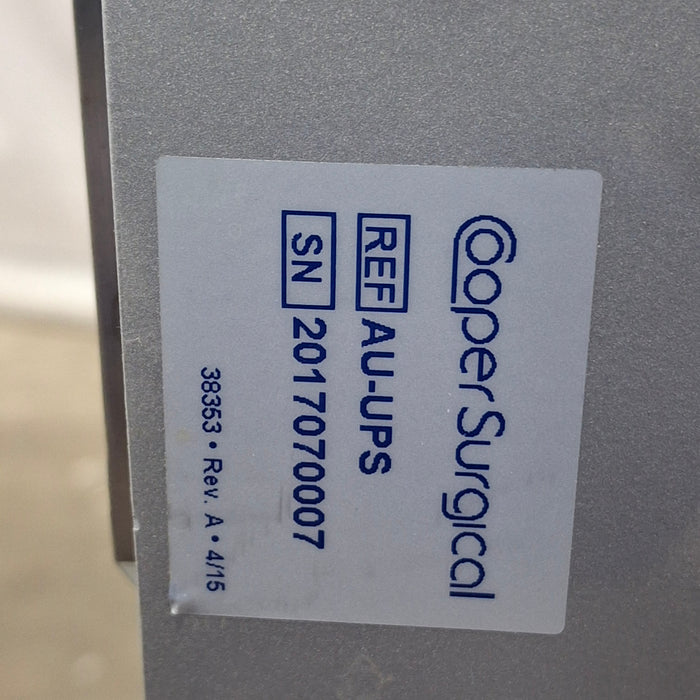 CooperSurgical
REF AU-UPS
SN 2017070007
38353 • Rev. A • 4/15